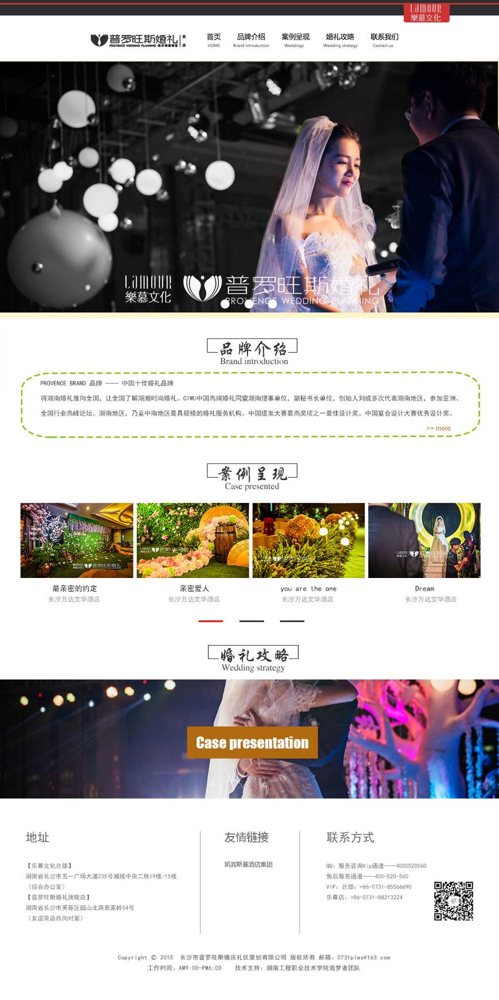 Lamour
樂慕文化
普罗旺斯婚礼 长沙
PROVENCE WEDDING PLANNING
首页 品牌介绍 案例呈现 婚礼攻略 联系我们
HOME Brand introduction Weddings Wedding strategy Contact us
Lamour 普罗旺斯婚礼
樂慕文化 PROVENCE WEDDING PLANNING
品牌介绍
Brand introduction
PROVENCE BRAND 品牌 —— 中国十佳婚礼品牌
将湖南婚礼推向全国，让全国了解湖湘时尚婚礼。CIWU中国高端婚礼同盟湖南理事单位，副秘书长单位，创始人刘成多次代表湖南地区，参加亚洲、
全国行业高峰论坛。湖南地区，乃至中南地区最具规模的婚礼服务机构。中国提案大赛最高奖项之一最佳设计奖。中国宴会设计大赛优秀设计奖。
>> more
案例呈现
Case presented
普罗旺斯婚礼
最亲密的约定 亲密爱人 you are the one Dream
长沙万达文华酒店 长沙万达文华酒店 长沙万达文华酒店 长沙万达文华酒店
婚礼攻略
Wedding strategy
Case presentation
地址
【乐慕文化总部】
湖南省长沙市五一广场大道235号湘域中央二栋19楼/15楼
（综合办公室）
【普罗旺斯婚礼旗舰店】
湖南省长沙市芙蓉区韶山北路袁家岭54号
（友谊商店西向对面）
友情链接
凯宾斯基酒店集团
联系方式
QQ：服务咨询Vip通道——4000520560
售后服务通道——400-520-560
VIP：总部：+86-0731-85566690
乐慕店：+86-0731-88213224
Copyright © 2015 长沙市普罗旺斯婚庆礼仪策划有限公司 版权所有 邮箱：0731plws@163.com
工作时间：AM9:00-PM6:00 技术支持：湖南工程职业技术学院造梦者团队